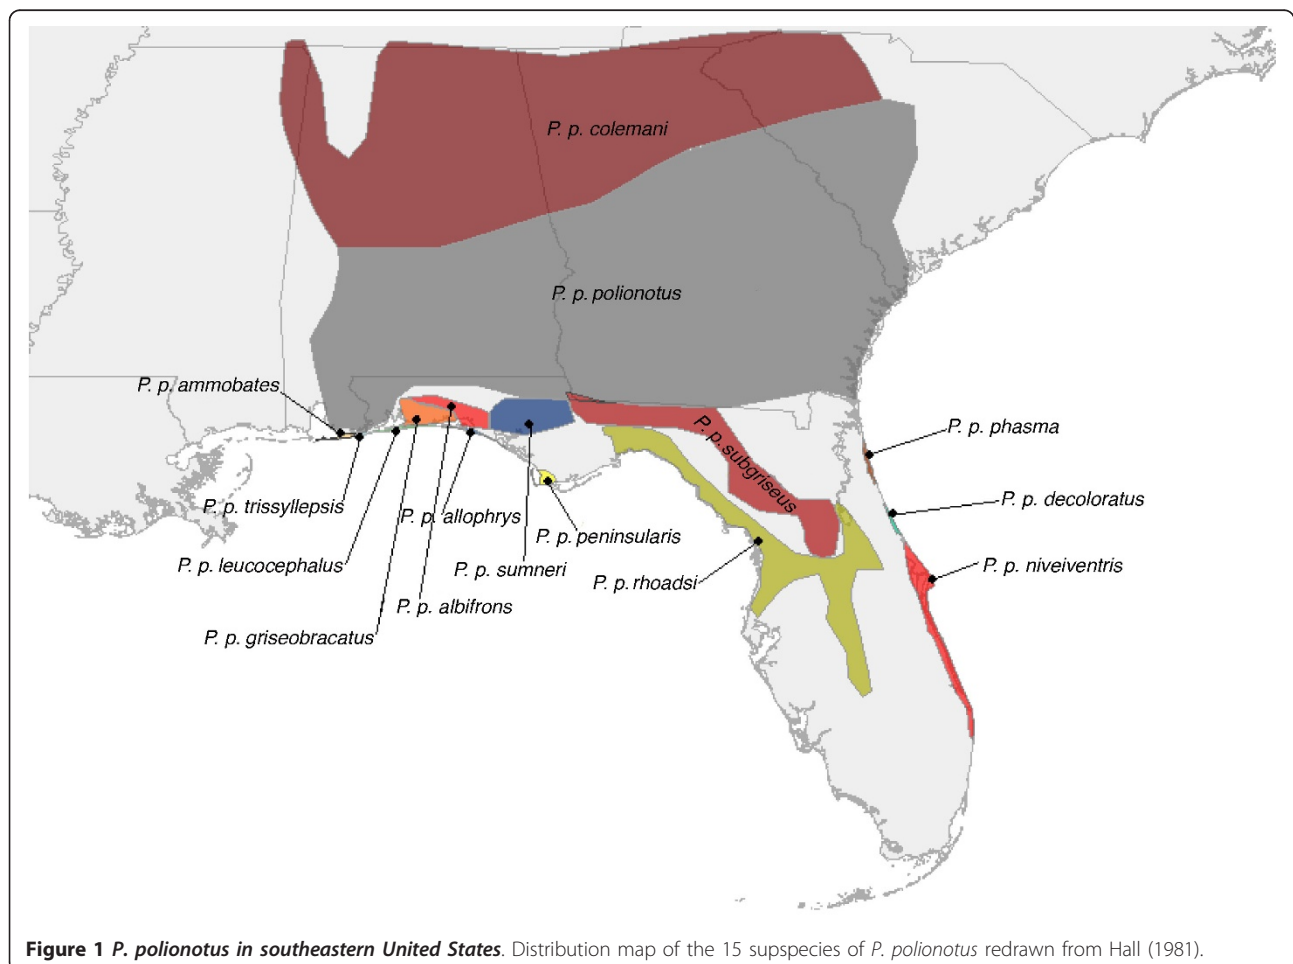 P. p. colemani
P. p. polionotus
P. p. ammobates
P. p. subgriseus
P. p. phasma
P. p. trissyllepsis
P. p. allophrys
P. p. decoloratus
P. p. peninsularis
P. p. leucocephalus
P. p. sumneri
P. p. rhoadsi
P. p. niveiventris
P. p. albifrons
P. p. griseobracatus
Figure 1 P. polionotus in southeastern United States. Distribution map of the 15 supspecies of P. polionotus redrawn from Hall (1981).